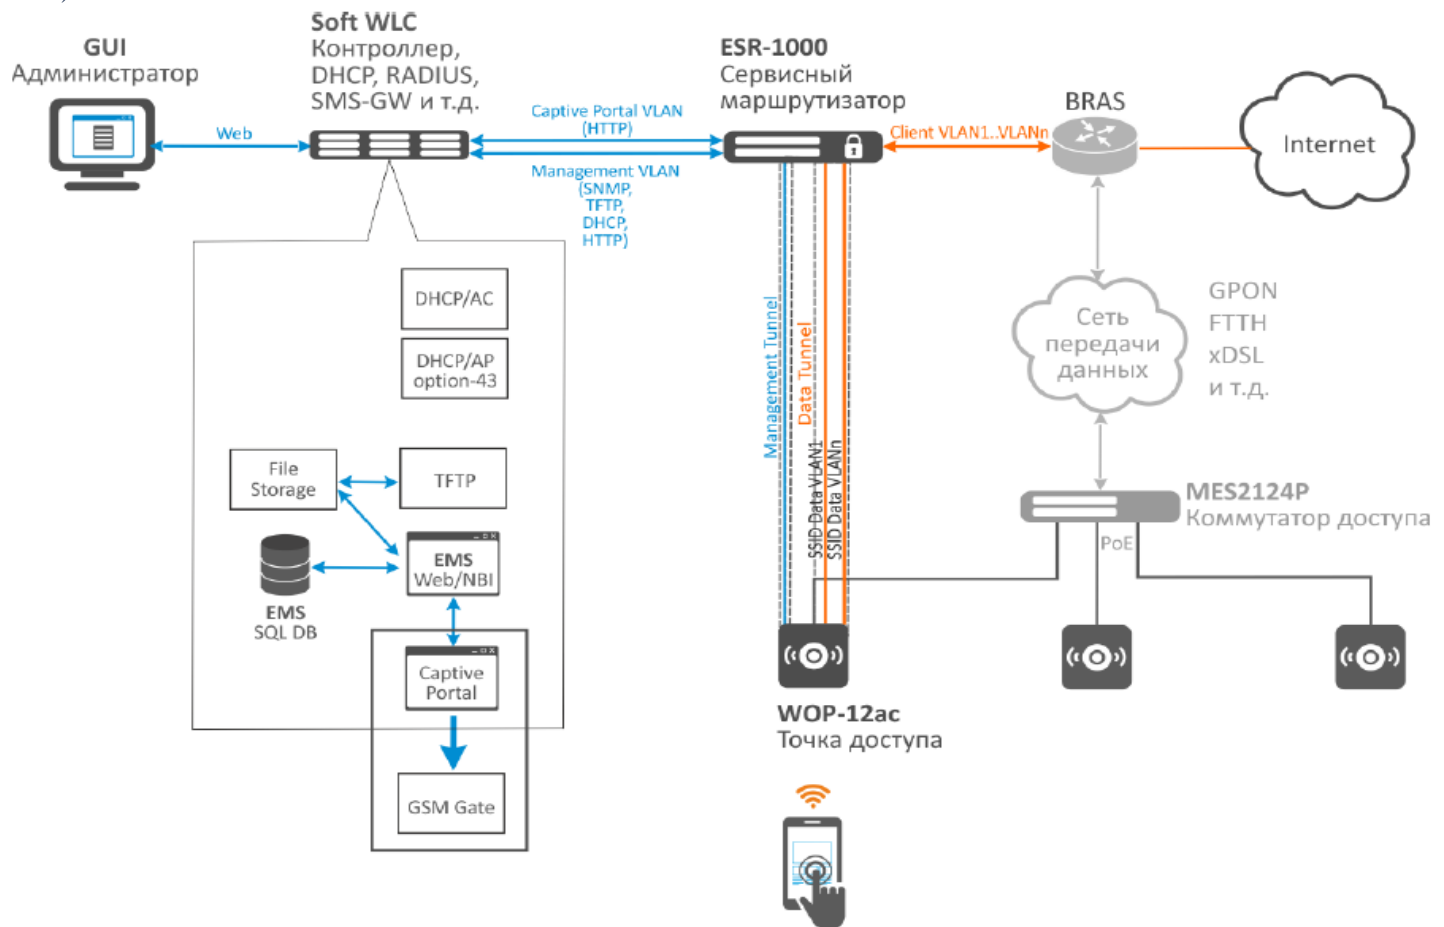 GUI
Администратор
Soft WLC
Контроллер,
DHCP, RADIUS,
SMS-GW и т.д.
ESR-1000
Сервисный
маршрутизатор
BRAS
Internet
Web
Captive Portal VLAN
(HTTP)
Management VLAN
(SNMP,
TFTP,
DHCP,
HTTP)
Client VLAN1..VLANn
DHCP/AC
DHCP/AP
option-43
File
Storage
TFTP
EMS
Web/NBI
EMS
SQL DB
Captive
Portal
GSM Gate
Management Tunnel
Data Tunnel
SSID Data VLAN1
SSID Data VLANn
Сеть
передачи
данных
GPON
FTTH
xDSL
и т.д.
MES2124P
Коммутатор доступа
PoE
WOP-12ac
Точка доступа